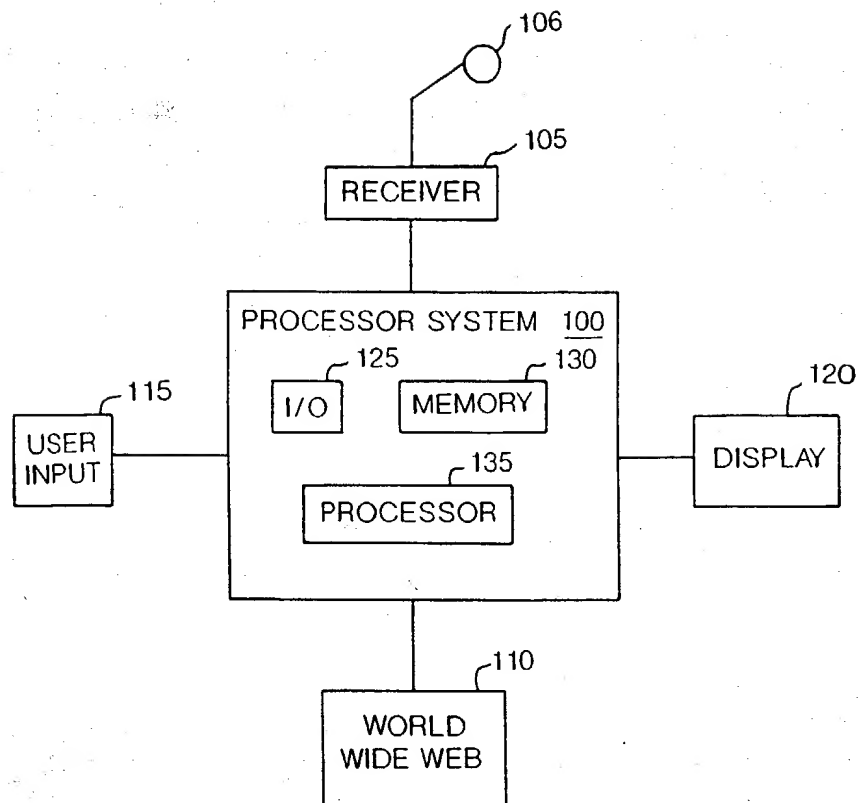 106
105
RECEIVER
PROCESSOR SYSTEM 100
125
130
I/O
MEMORY
115
120
USER
INPUT
DISPLAY
135
PROCESSOR
110
WORLD
WIDE WEB